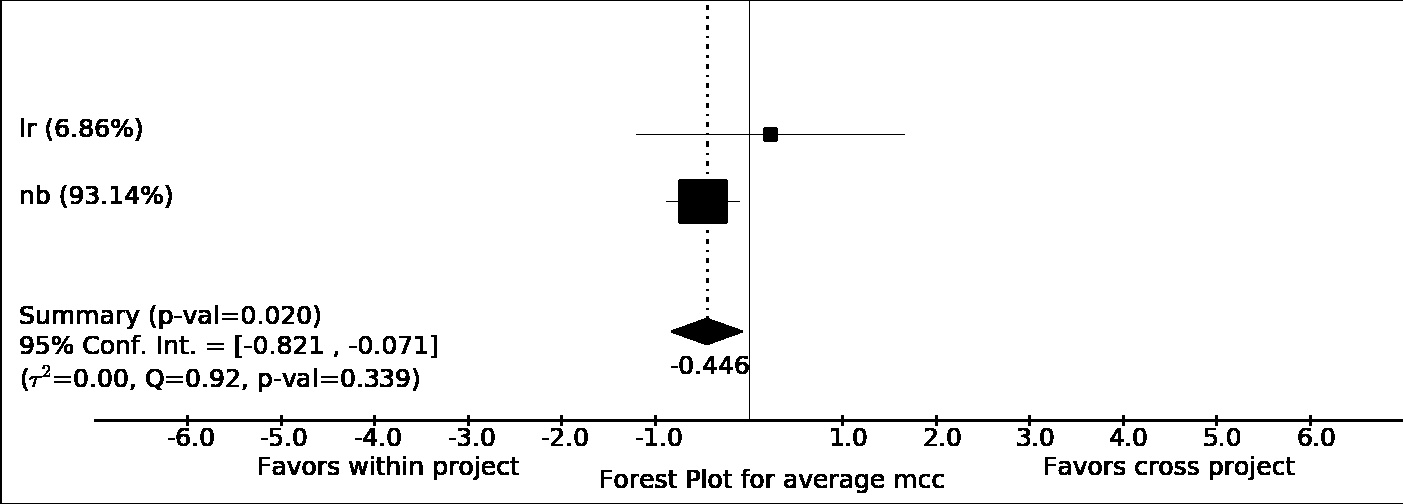 lr (6.86%)
nb (93.14%)
Summary (p-val=0.020)
95% Conf. Int. = [-0.821 , -0.071]
(τ²=0.00, Q=0.92, p-val=0.339)
-0.446
-6.0 -5.0 -4.0 -3.0 -2.0 -1.0 1.0 2.0 3.0 4.0 5.0 6.0
Favors within project
Favors cross project
Forest Plot for average mcc